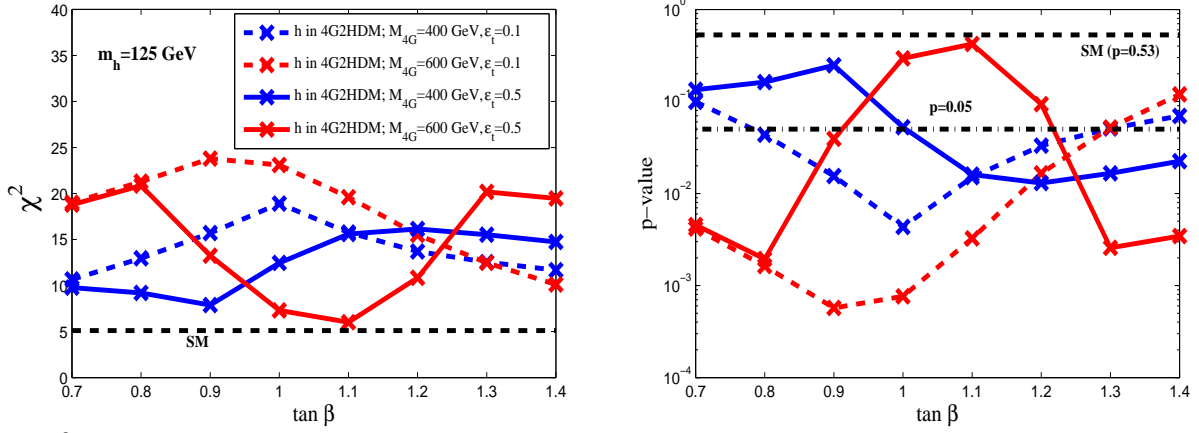 40
35
30
25
20
15
10
5
0
χ²
m_h=125 GeV
h in 4G2HDM; M_4G=400 GeV,ε_t=0.1
h in 4G2HDM; M_4G=600 GeV,ε_t=0.1
h in 4G2HDM; M_4G=400 GeV,ε_t=0.5
h in 4G2HDM; M_4G=600 GeV,ε_t=0.5
SM
0.7 0.8 0.9 1 1.1 1.2 1.3 1.4
tan β
10⁰
10⁻¹
10⁻²
10⁻³
10⁻⁴
p−value
SM (p=0.53)
p=0.05
0.7 0.8 0.9 1 1.1 1.2 1.3 1.4
tan β